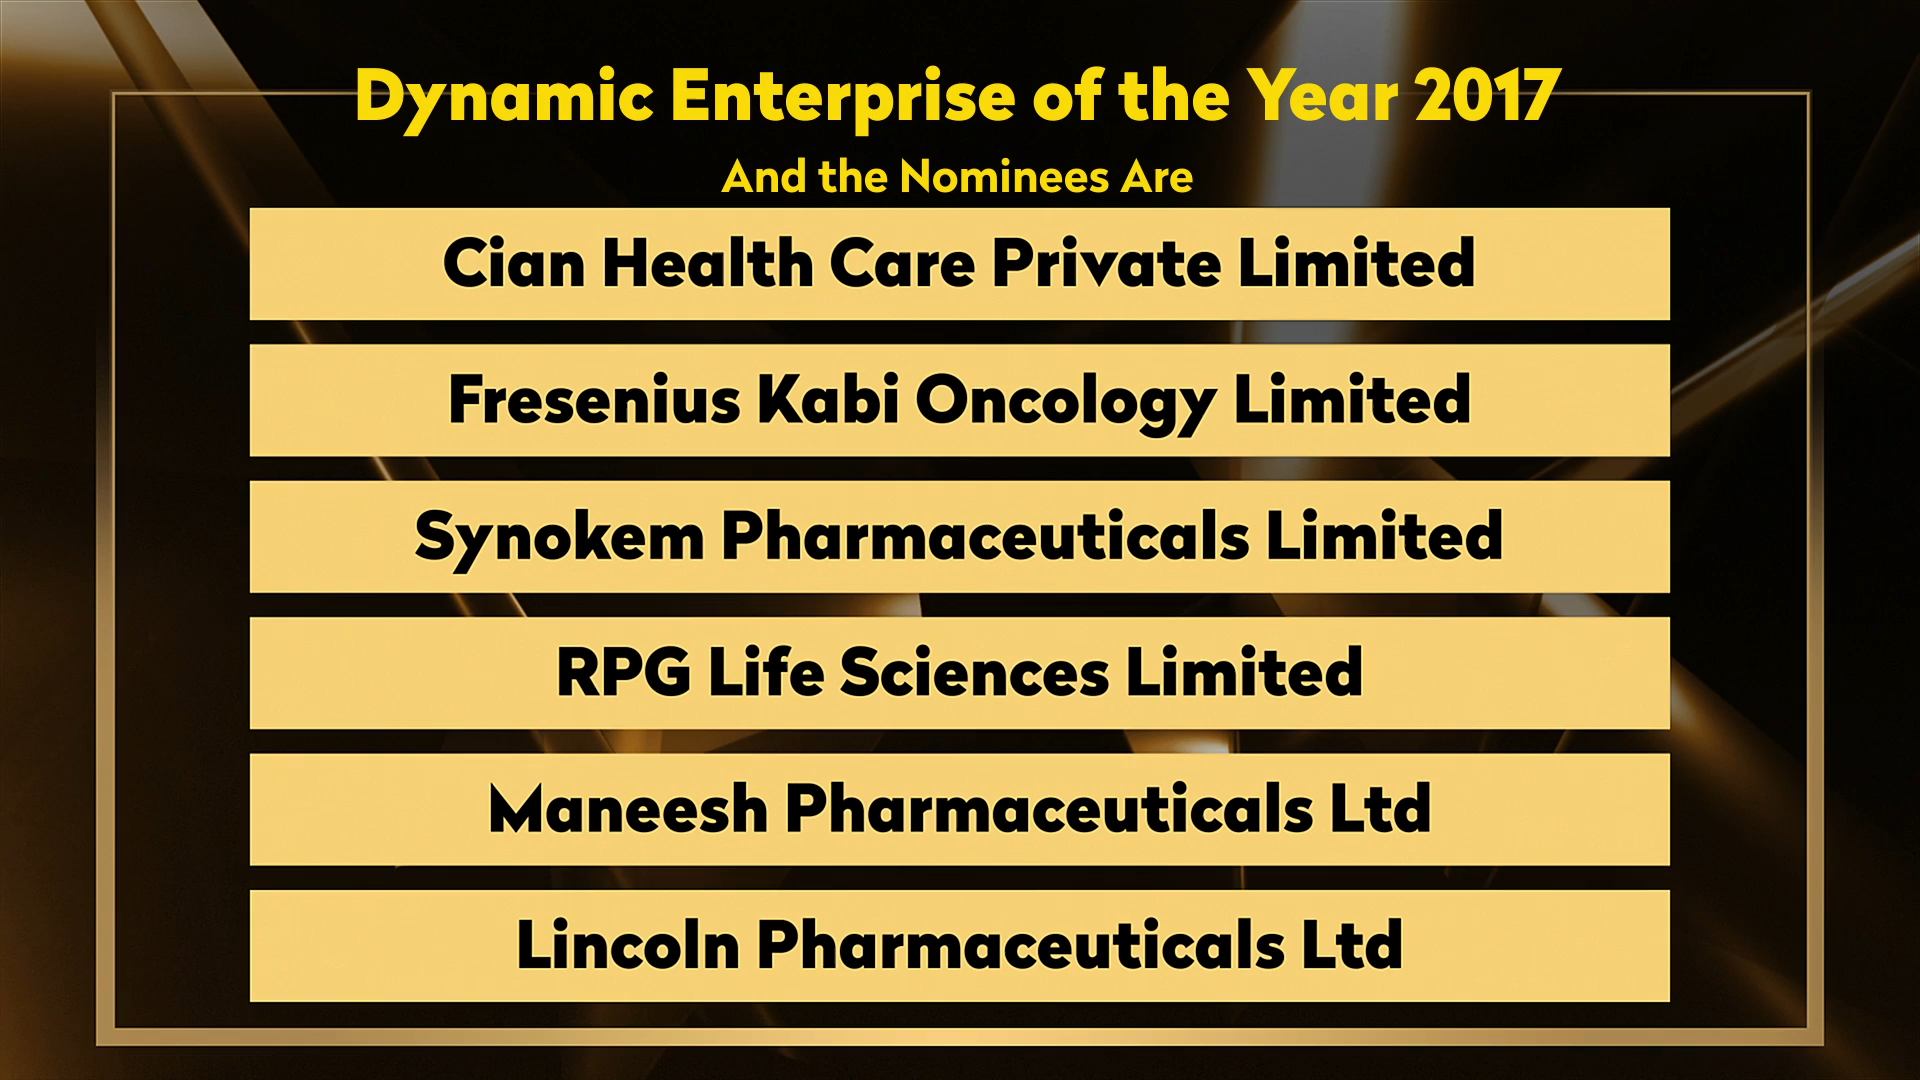 Dynamic Enterprise of the Year 2017
And the Nominees Are
Cian Health Care Private Limited
Fresenius Kabi Oncology Limited
Synokem Pharmaceuticals Limited
RPG Life Sciences Limited
Maneesh Pharmaceuticals Ltd
Lincoln Pharmaceuticals Ltd